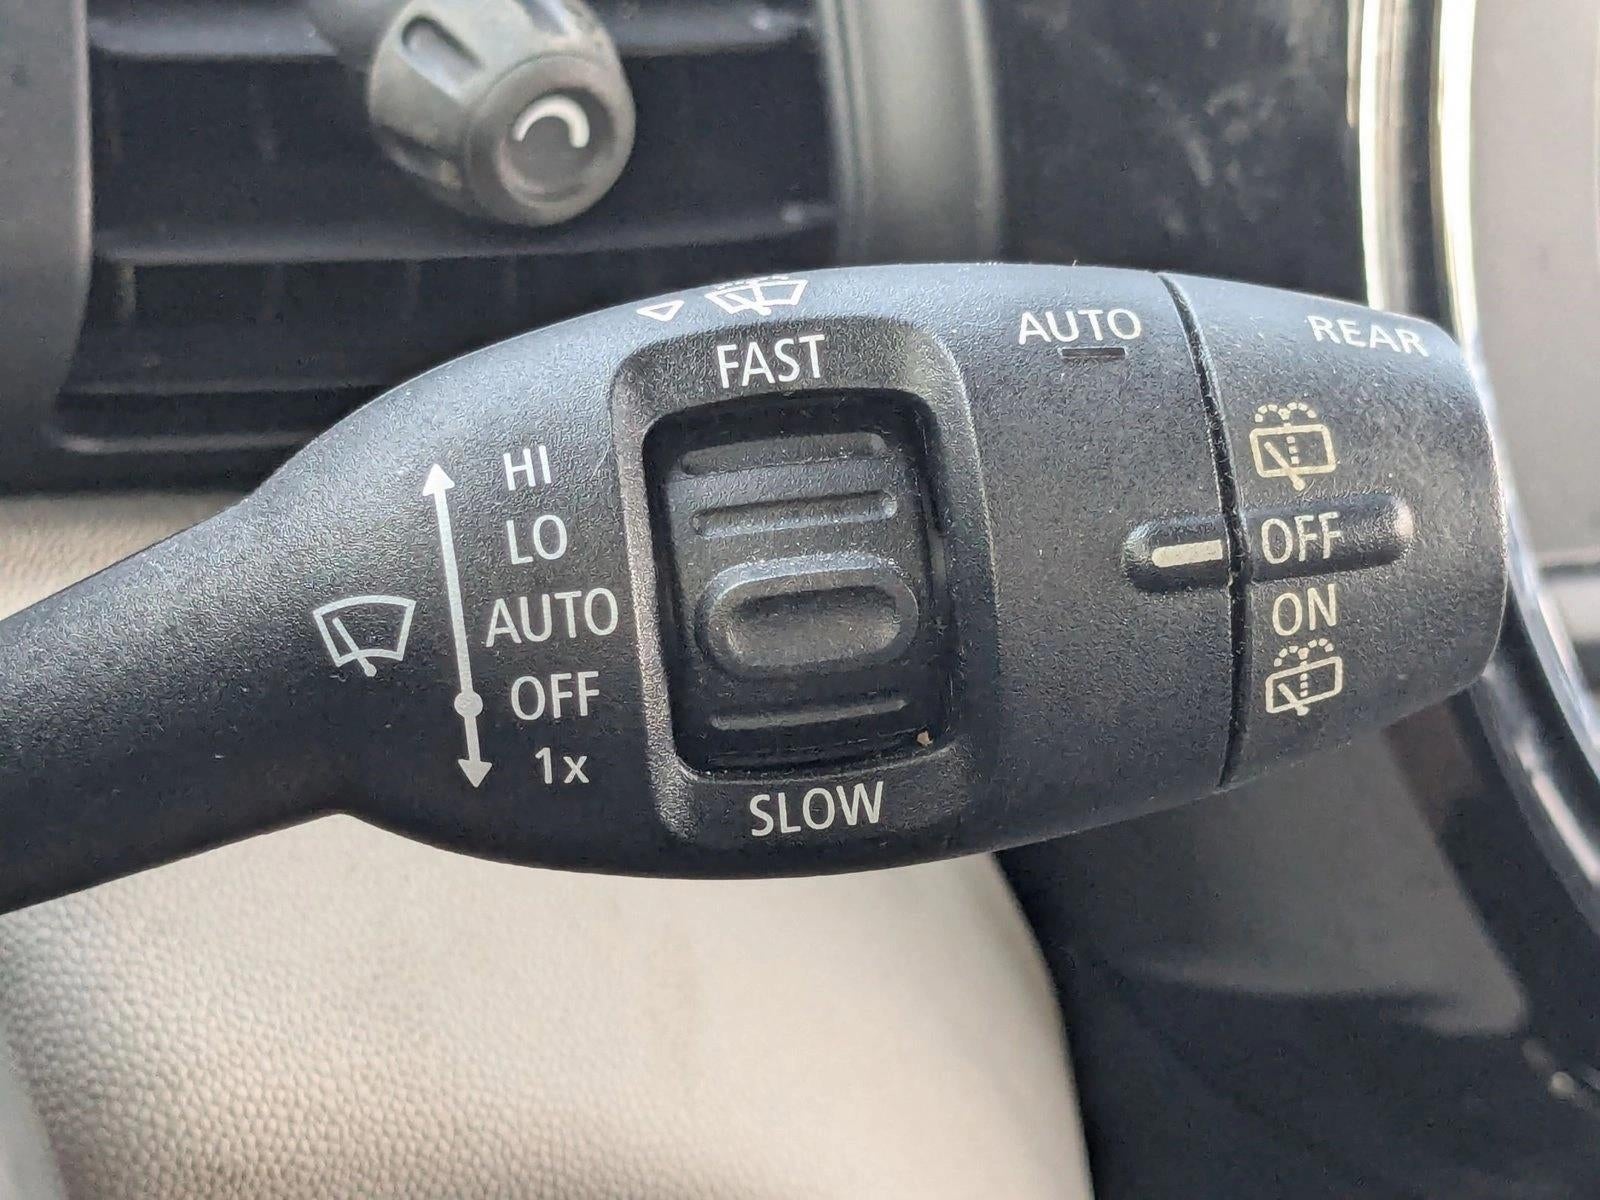 FAST
HI
LO
AUTO
OFF
1x
SLOW
AUTO
REAR
OFF
ON